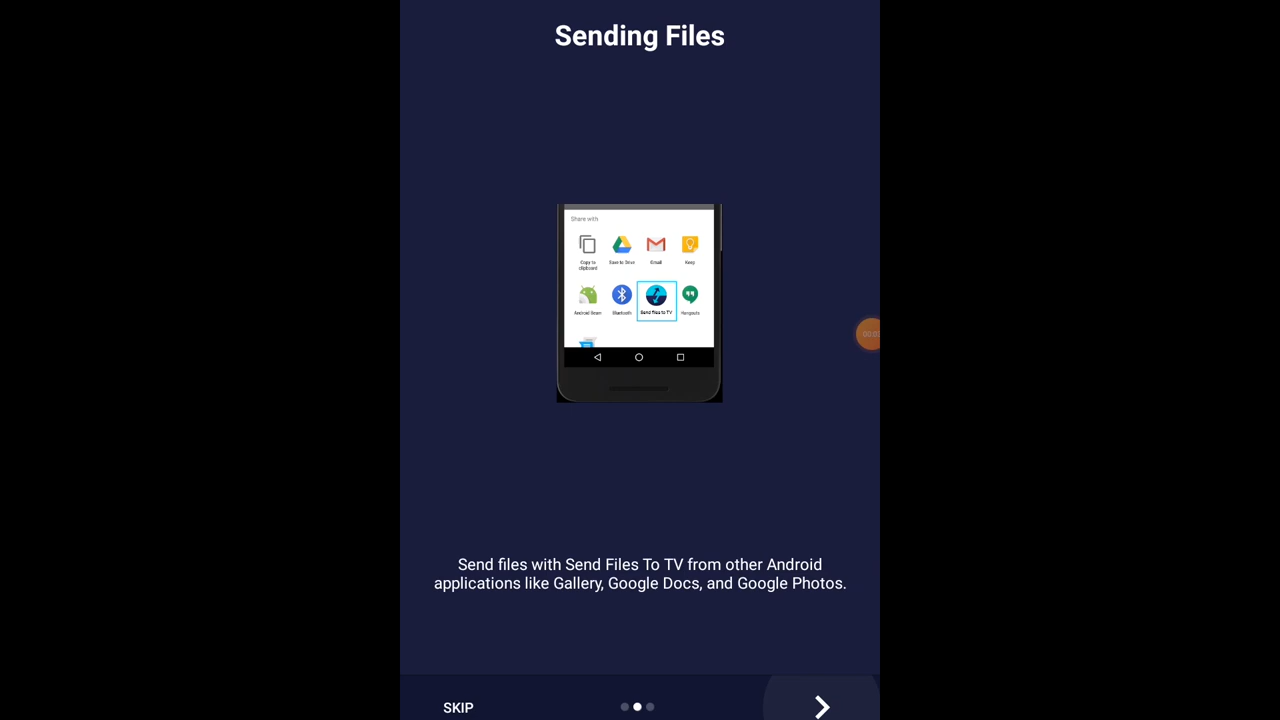 Sending Files
Share with
Copy to clipboard
Save to Drive
Gmail
Keep
Android Beam
Bluetooth
Send files to TV
Hangouts
Send files with Send Files To TV from other Android
applications like Gallery, Google Docs, and Google Photos.
SKIP